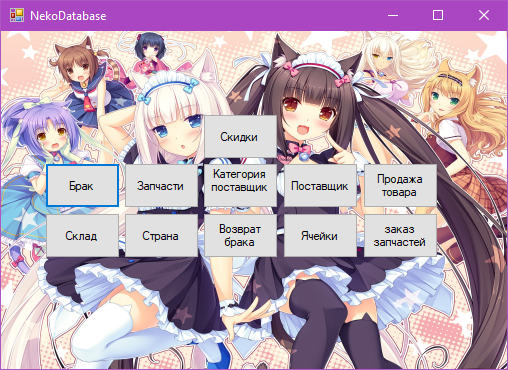 NekoDatabase
Скидки
Брак
Запчасти
Категория
поставщик
Поставщик
Продажа
товара
Склад
Страна
Возврат
брака
Ячейки
заказ
запчастей